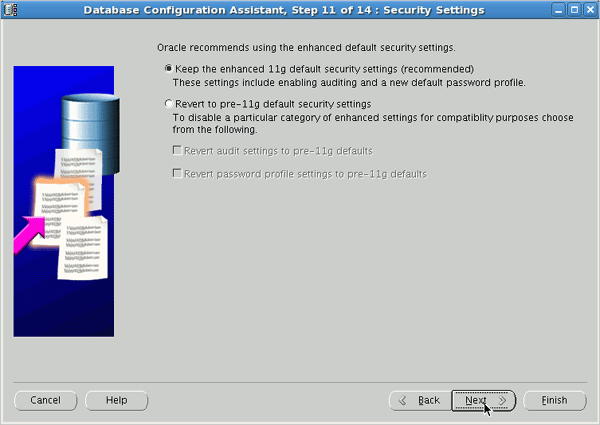 Database Configuration Assistant, Step 11 of 14 : Security Settings
Oracle recommends using the enhanced default security settings.
Keep the enhanced 11g default security settings (recommended)
These settings include enabling auditing and a new default password profile.
Revert to pre-11g default security settings
To disable a particular category of enhanced settings for compatiblity purposes choose
from the following.
Revert audit settings to pre-11g defaults
Revert password profile settings to pre-11g defaults
Cancel
Help
Back
Next
Finish